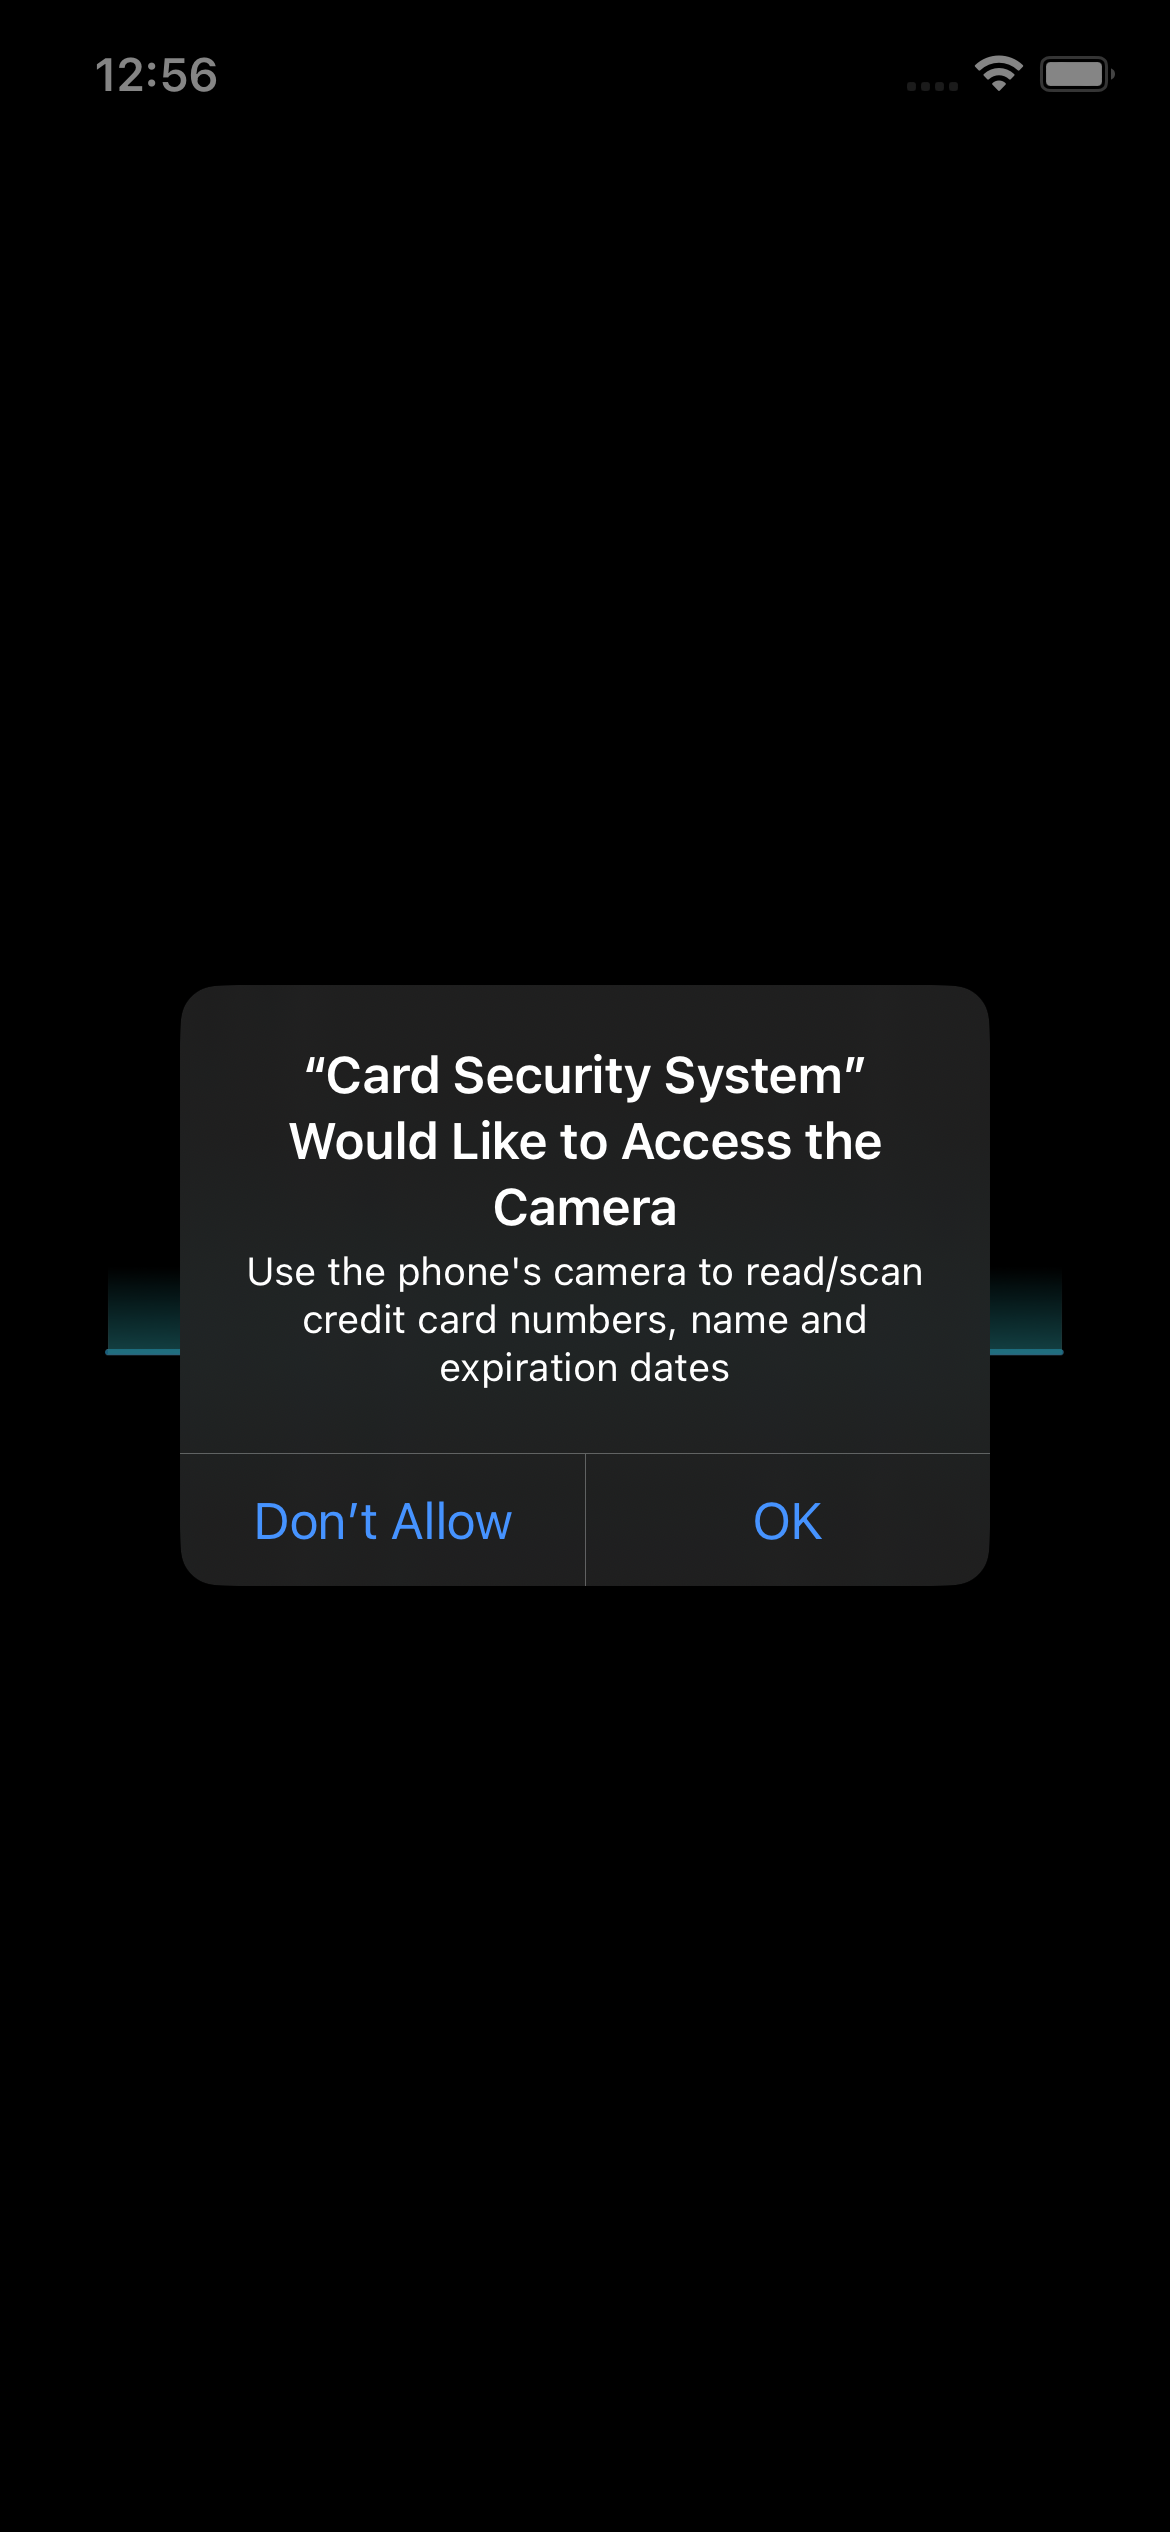 12:56
“Card Security System”
Would Like to Access the
Camera
Use the phone's camera to read/scan
credit card numbers, name and
expiration dates
Don’t Allow
OK